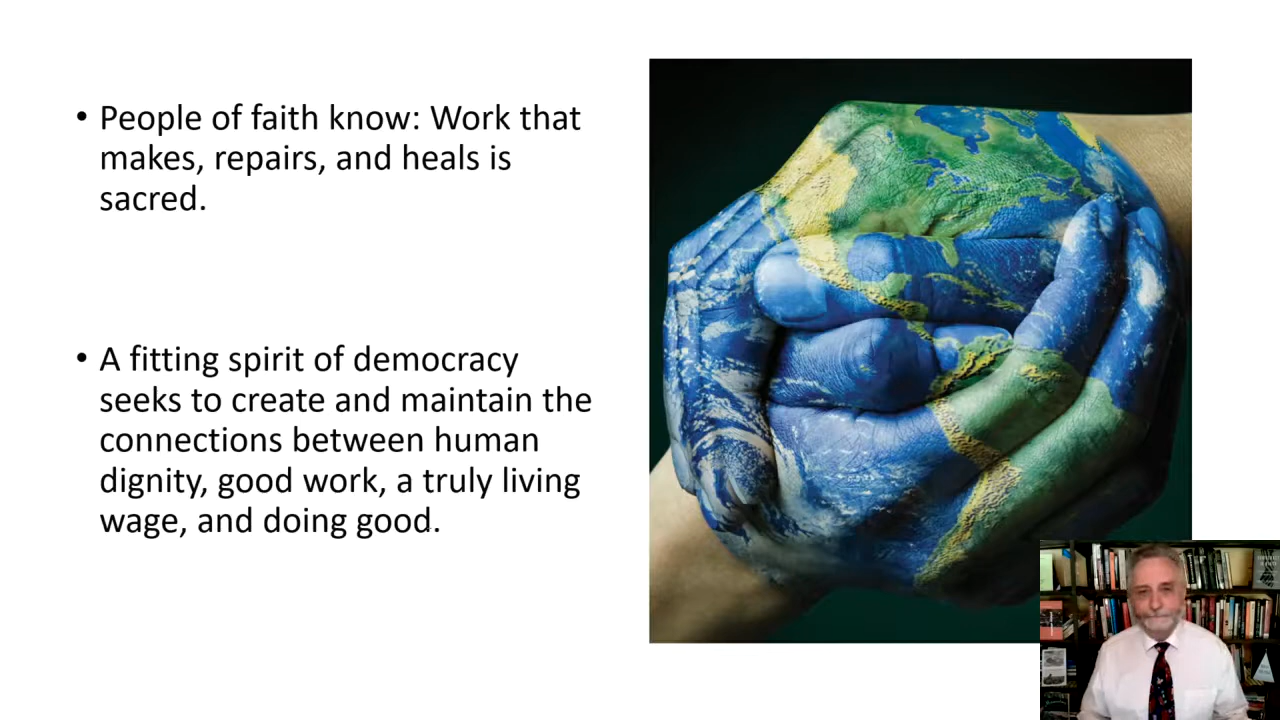 • People of faith know: Work that
makes, repairs, and heals is
sacred.
• A fitting spirit of democracy
seeks to create and maintain the
connections between human
dignity, good work, a truly living
wage, and doing good.